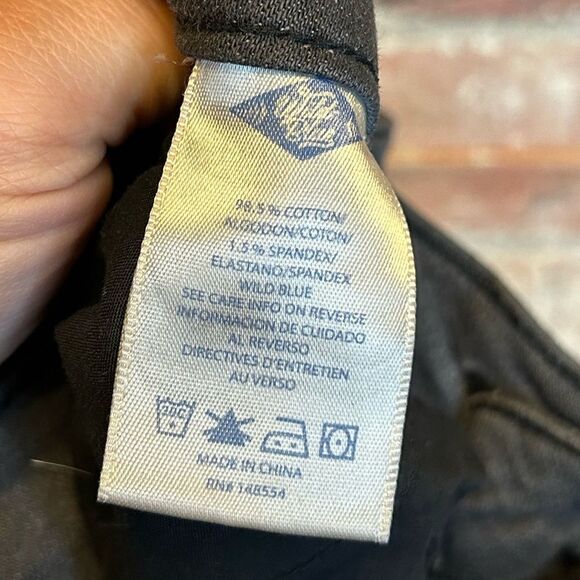 98.5 % COTTON/
ALGODON/COTON/
1.5 % SPANDEX/
ELASTANO/SPANDEX
WILD BLUE
SEE CARE INFO ON REVERSE
INFORMACION DE CUIDADO
AL REVERSO
DIRECTIVES D'ENTRETIEN
AU VERSO
MADE IN CHINA
RN# 148554